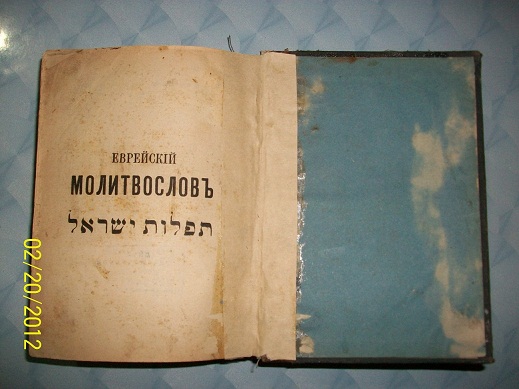 ЕВРЕЙСКІЙ
МОЛИТВОСЛОВЪ
תפלות ישראל
02/20/2012